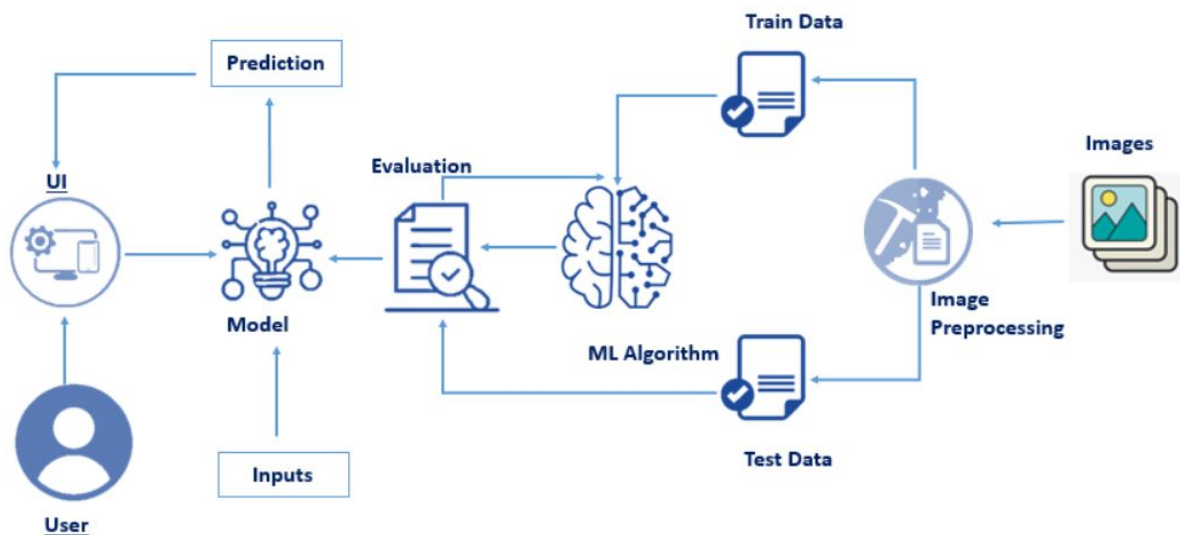 Train Data
Prediction
Images
Evaluation
UI
Image
Preprocessing
Model
ML Algorithm
Inputs
Test Data
User